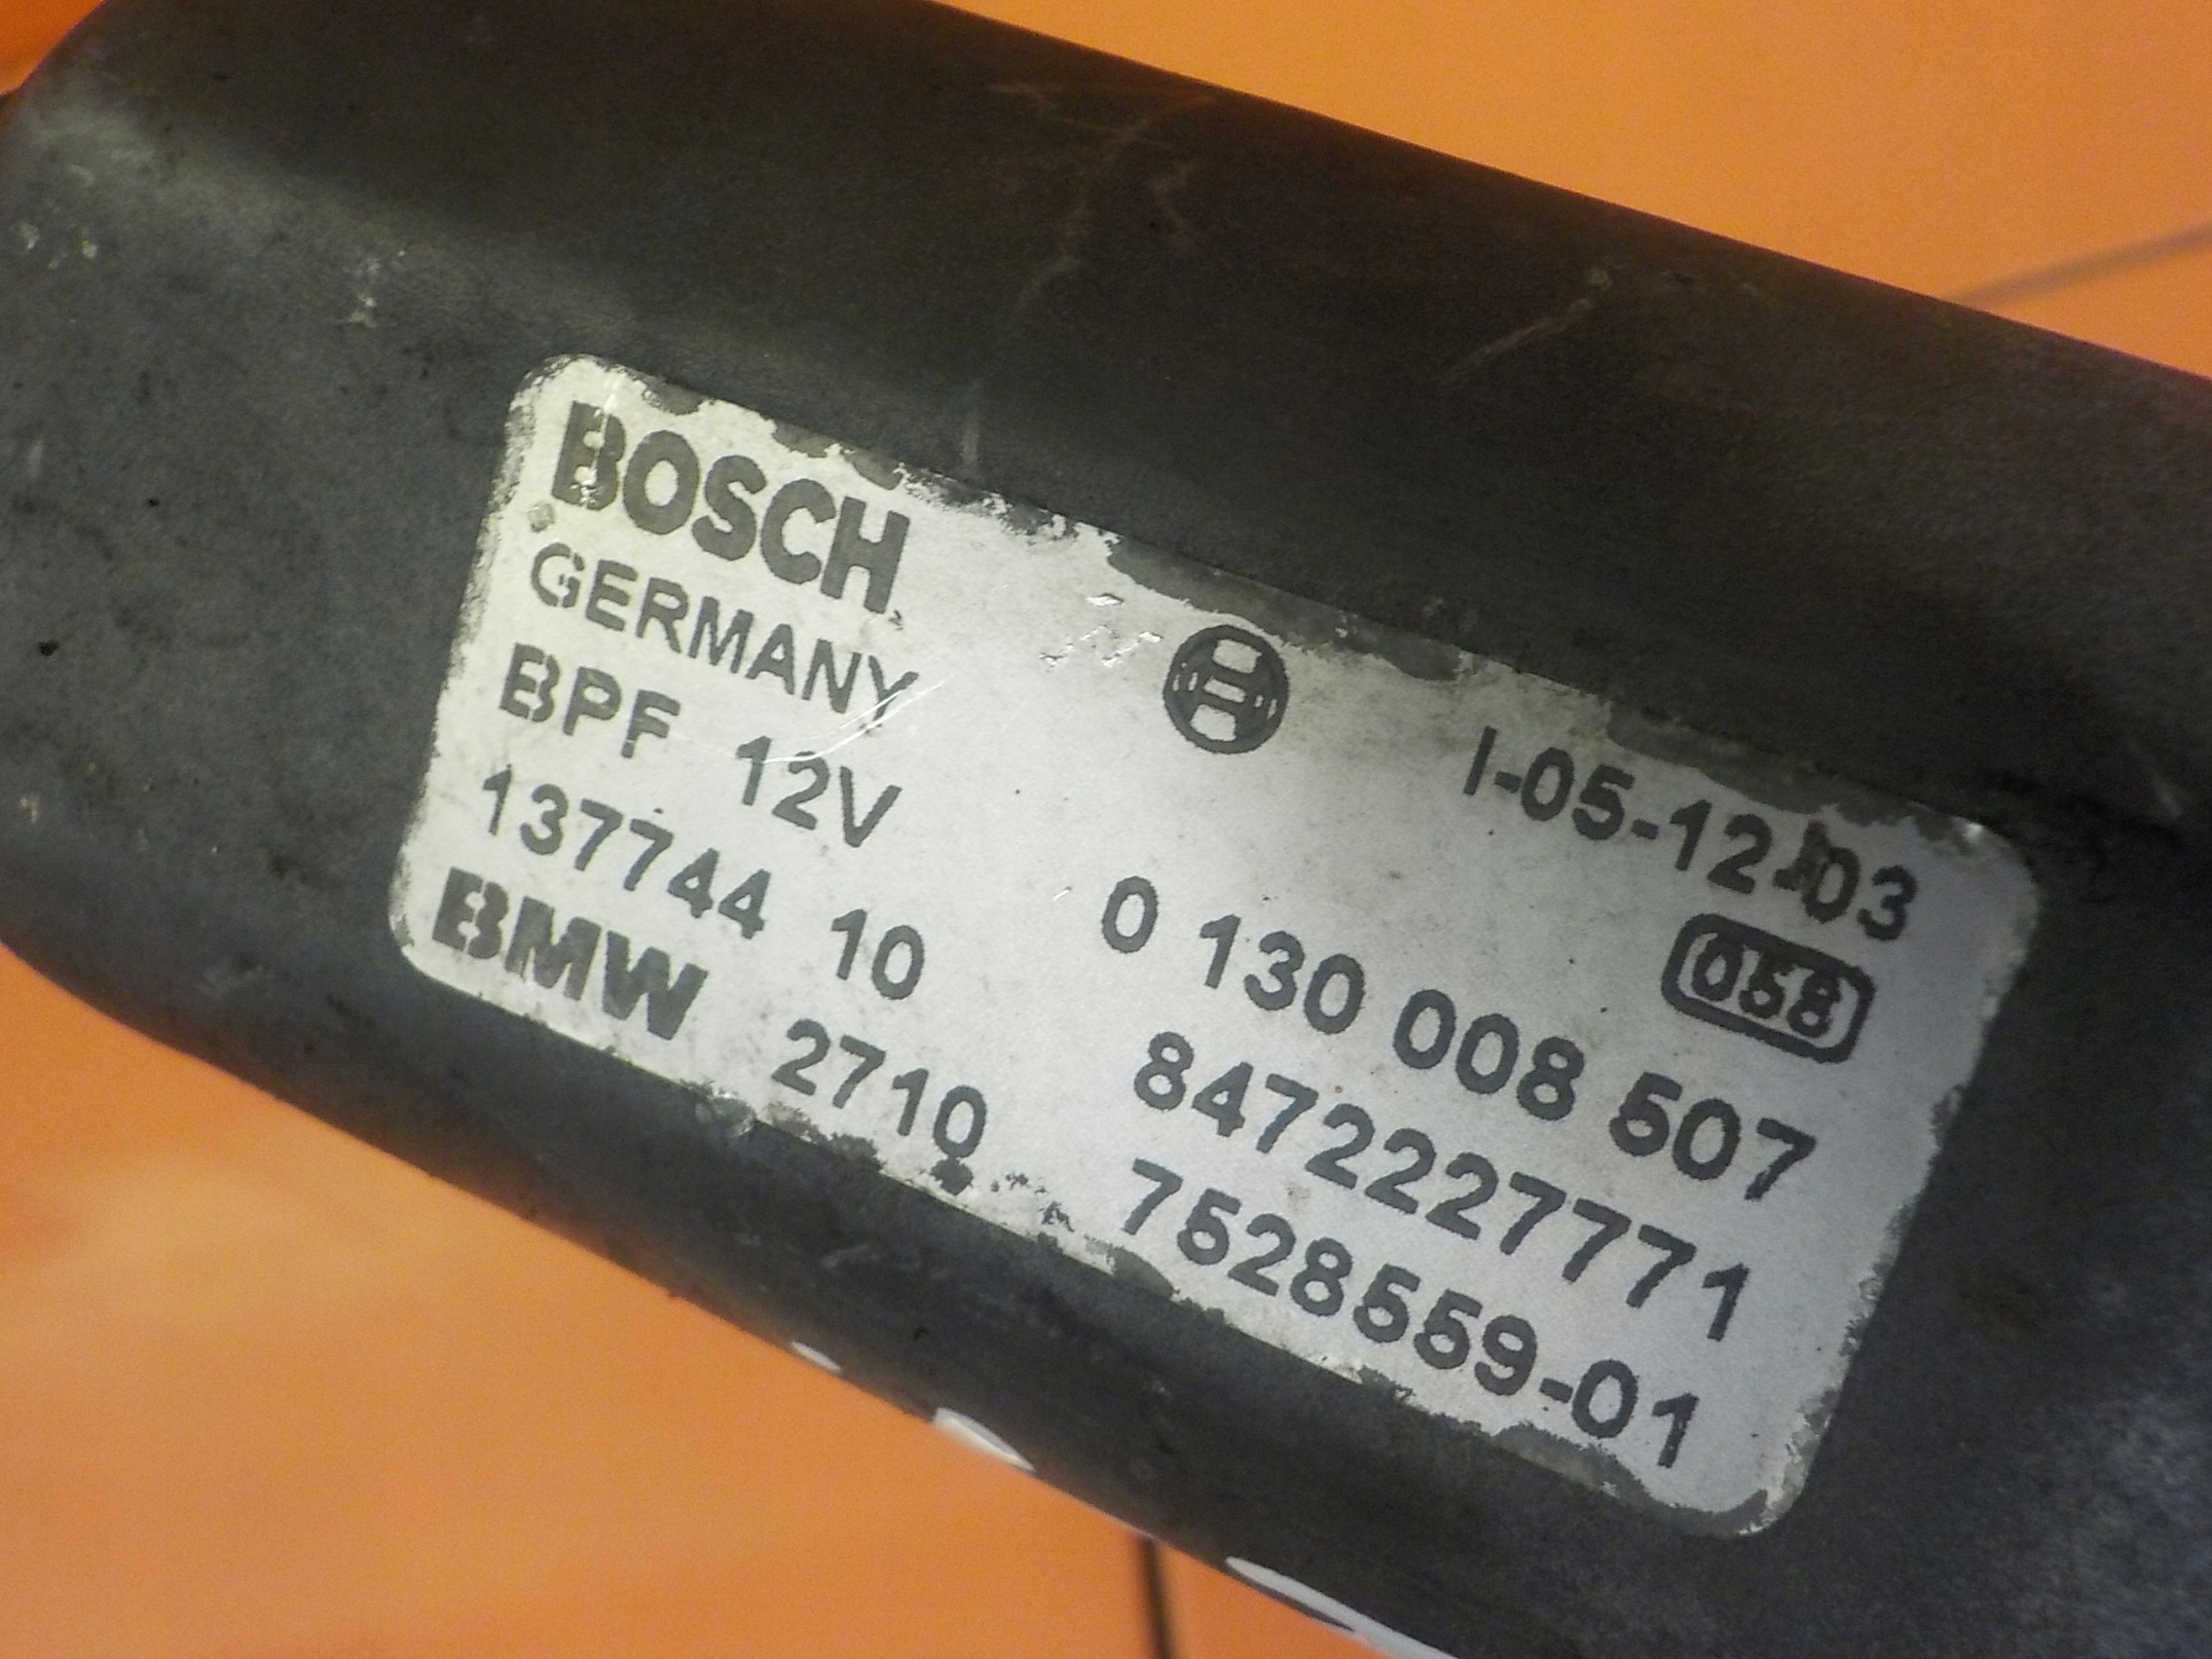 BOSCH
GERMANY
BPF 12V
137744 10
BMW 2710
I-05-12-03
058
0 130 008 507
8472227771
7528559-01